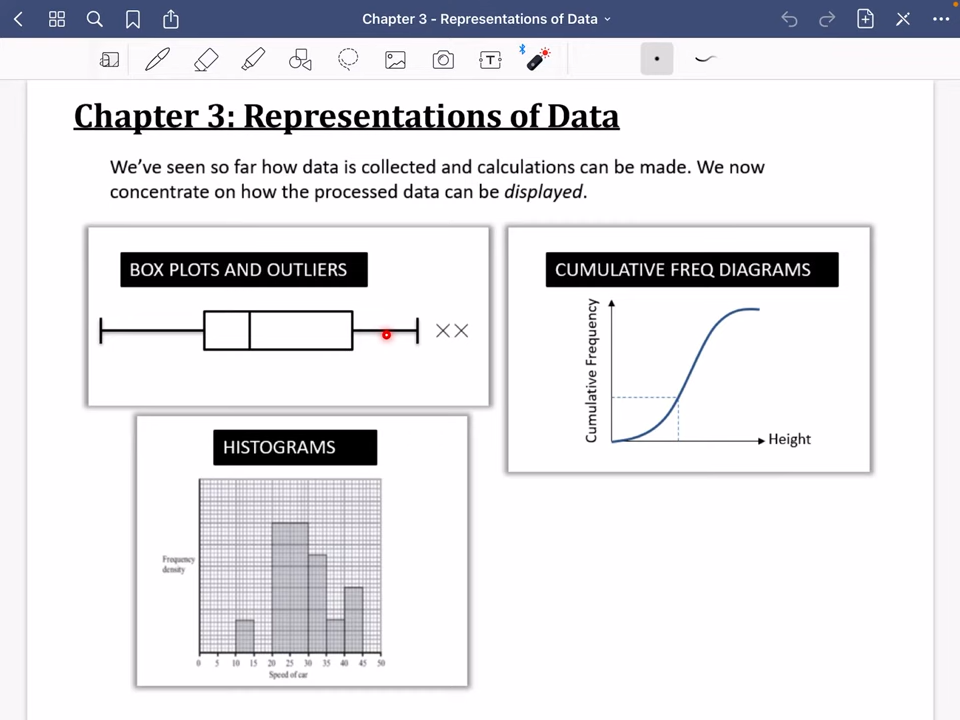 Chapter 3 - Representations of Data
T
Chapter 3: Representations of Data
We've seen so far how data is collected and calculations can be made. We now
concentrate on how the processed data can be displayed.
BOX PLOTS AND OUTLIERS
CUMULATIVE FREQ DIAGRAMS
Cumulative Frequency
Height
HISTOGRAMS
Frequency
density
0 5 10 15 20 25 30 35 40 45 50
Speed of car